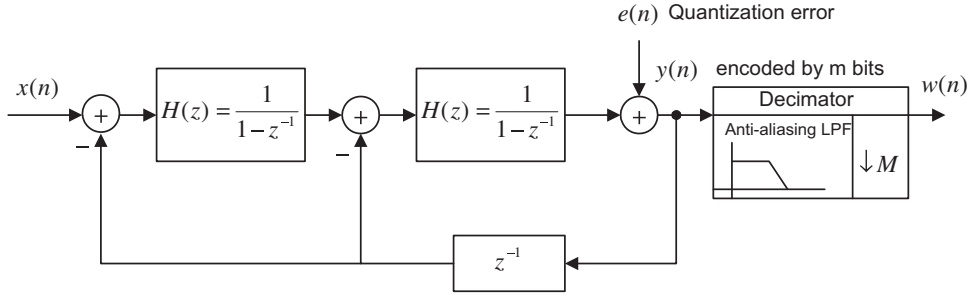 e(n) Quantization error
x(n)
y(n)
encoded by m bits
w(n)
+
−
H(z) = 1/(1 − z⁻¹)
+
−
H(z) = 1/(1 − z⁻¹)
+
Decimator
Anti-aliasing LPF
↓ M
z⁻¹